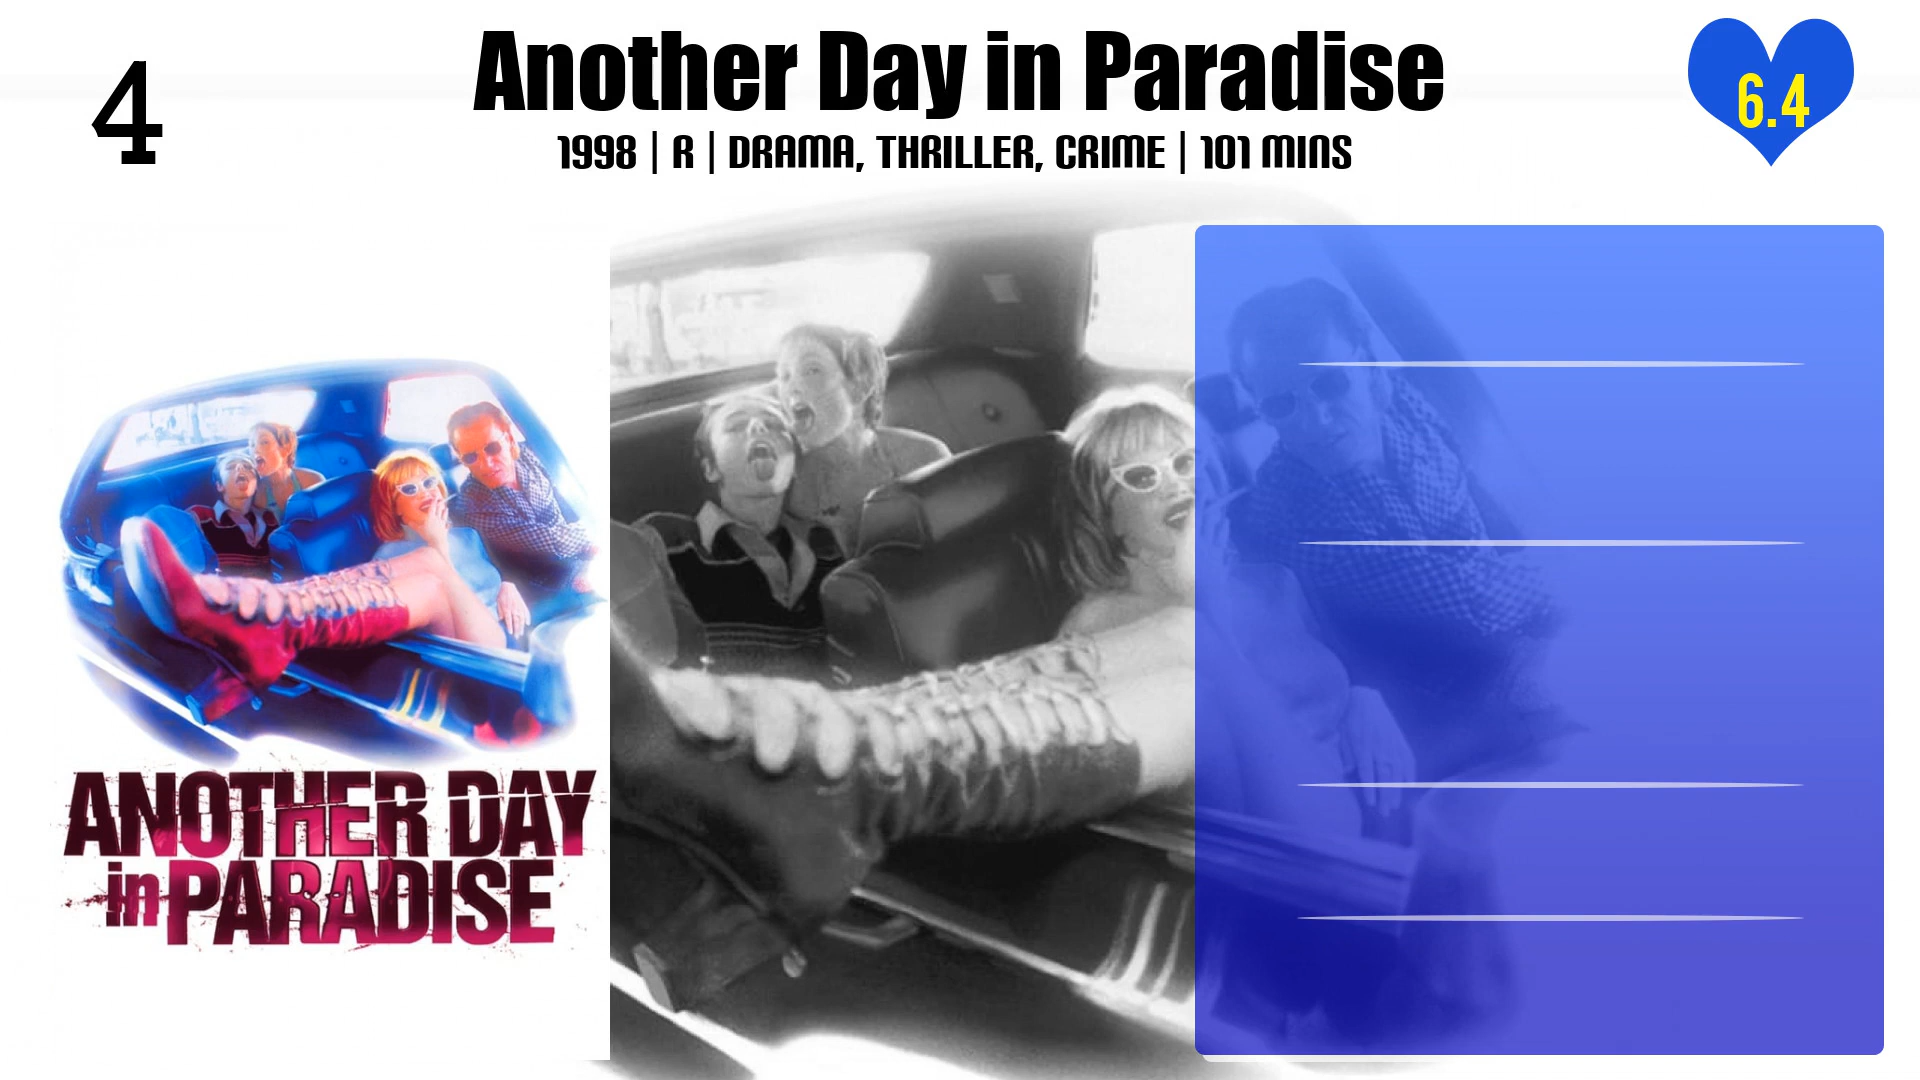 4
Another Day in Paradise
1998 | R | DRAMA, THRILLER, CRIME | 101 MINS
6.4
ANOTHER DAY
in PARADISE